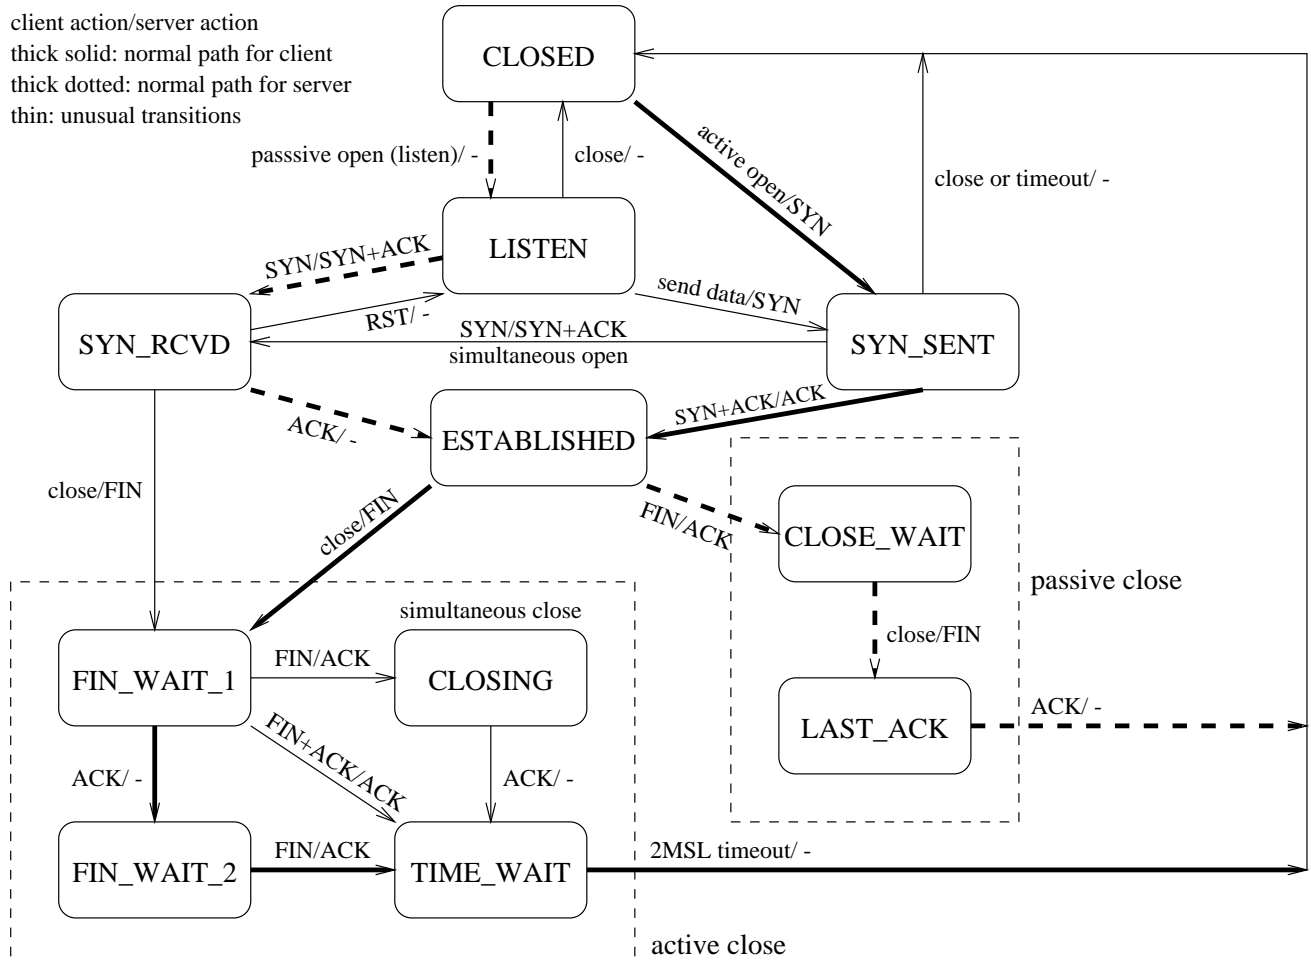 client action/server action
thick solid: normal path for client
thick dotted: normal path for server
thin: unusual transitions
CLOSED
passsive open (listen)/ -
close/ -
active open/SYN
close or timeout/ -
LISTEN
SYN/SYN+ACK
send data/SYN
RST/ -
SYN_RCVD
SYN/SYN+ACK
simultaneous open
SYN_SENT
ACK/ -
ESTABLISHED
SYN+ACK/ACK
close/FIN
close/FIN
FIN/ACK
CLOSE_WAIT
passive close
simultaneous close
close/FIN
FIN_WAIT_1
FIN/ACK
CLOSING
LAST_ACK
ACK/ -
FIN+ACK/ACK
ACK/ -
ACK/ -
FIN_WAIT_2
FIN/ACK
TIME_WAIT
2MSL timeout/ -
active close